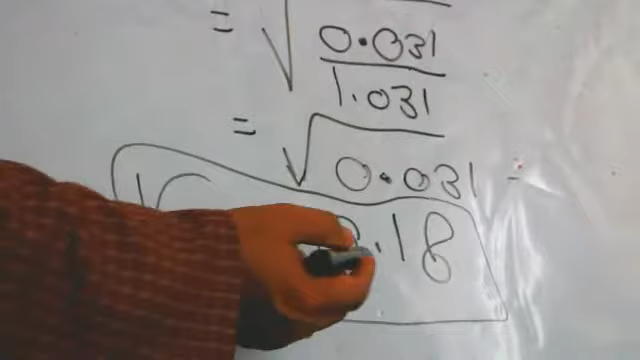 = √ 0.031
1.031
= √ 0.031
.18